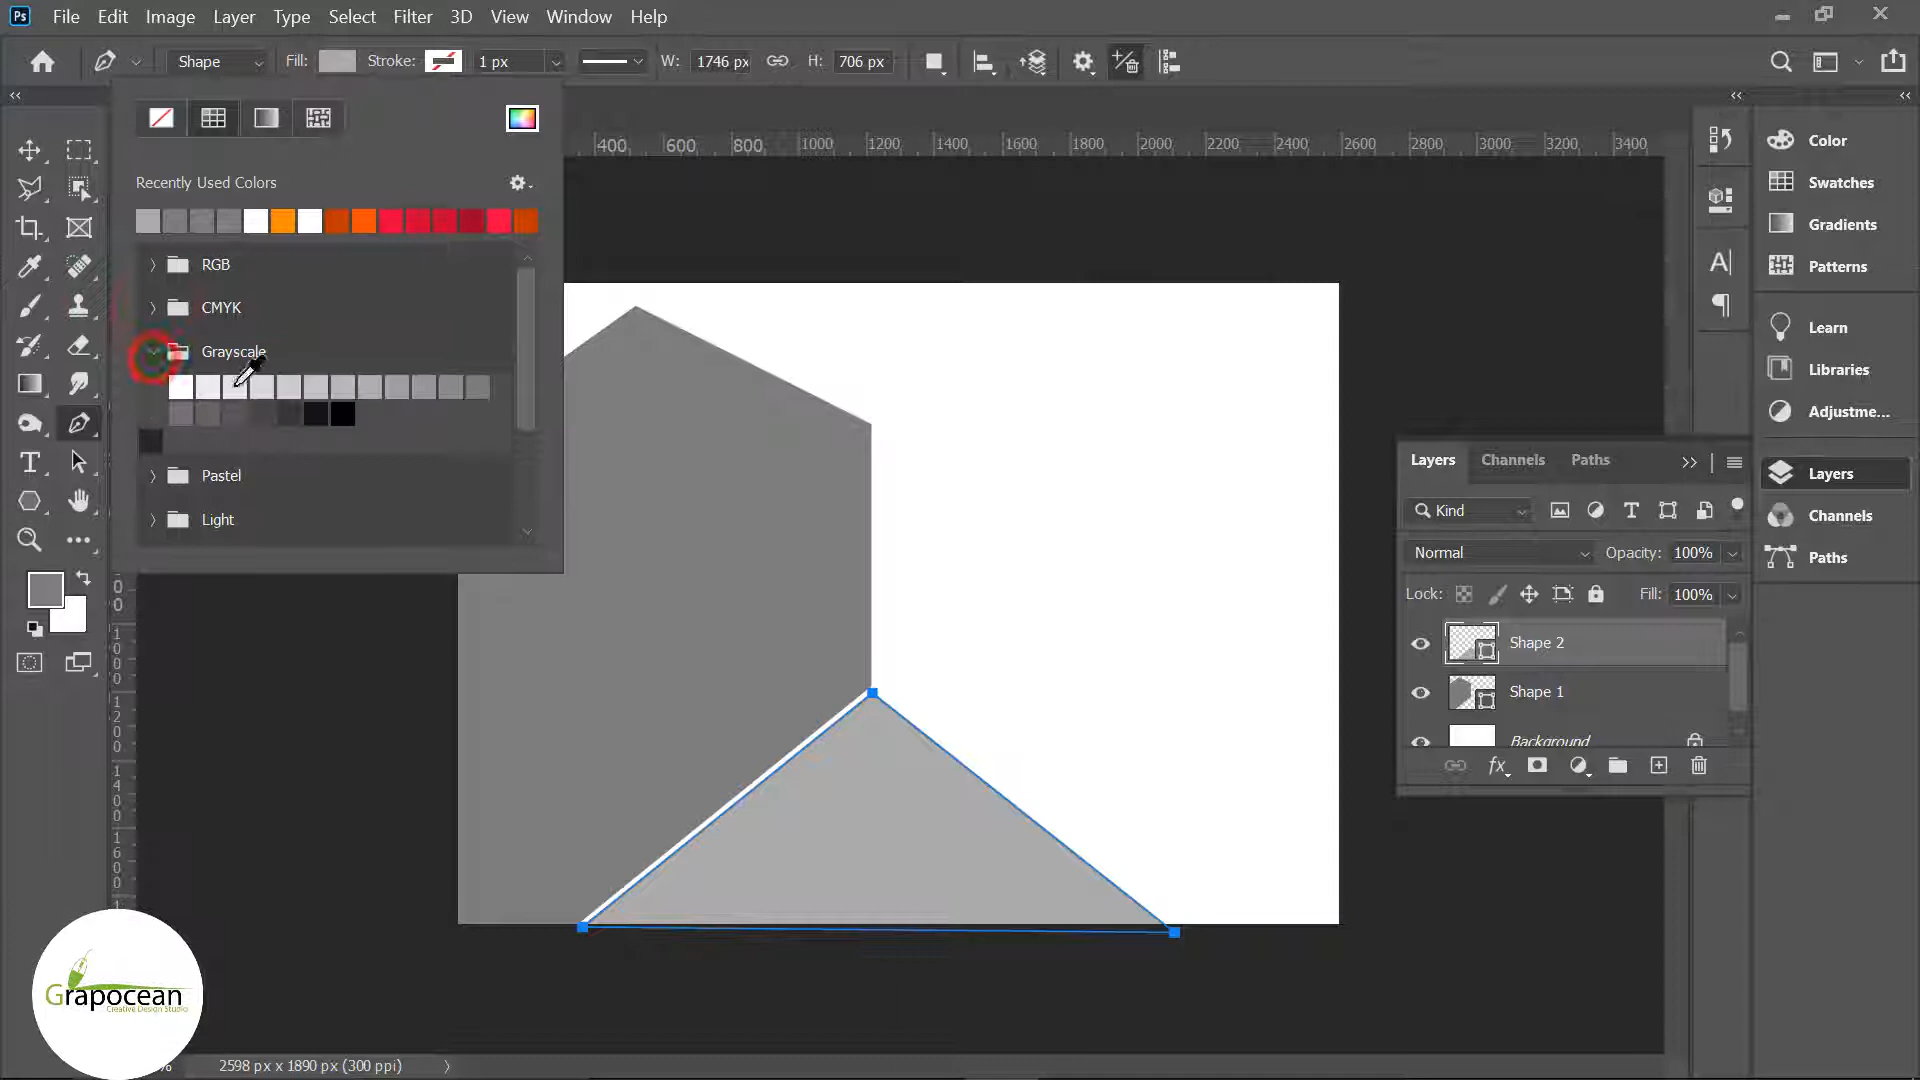 Ps File Edit Image Layer Type Select Filter 3D View Window Help
Shape Fill: Stroke: 1 px W: 1746 px H: 706 px
400 600 800 1000 1200 1400 1600 1800 2000 2200 2400 2600 2800 3000 3200 3400
Recently Used Colors
RGB
CMYK
Grayscale
Pastel
Light
Color
Swatches
Gradients
Patterns
Learn
Libraries
Adjustme...
Layers
Channels
Paths
Layers Channels Paths
Kind
Normal Opacity: 100%
Lock: Fill: 100%
Shape 2
Shape 1
Background
fx
Grapocean
Creative Design Studio
% 2598 px x 1890 px (300 ppi)